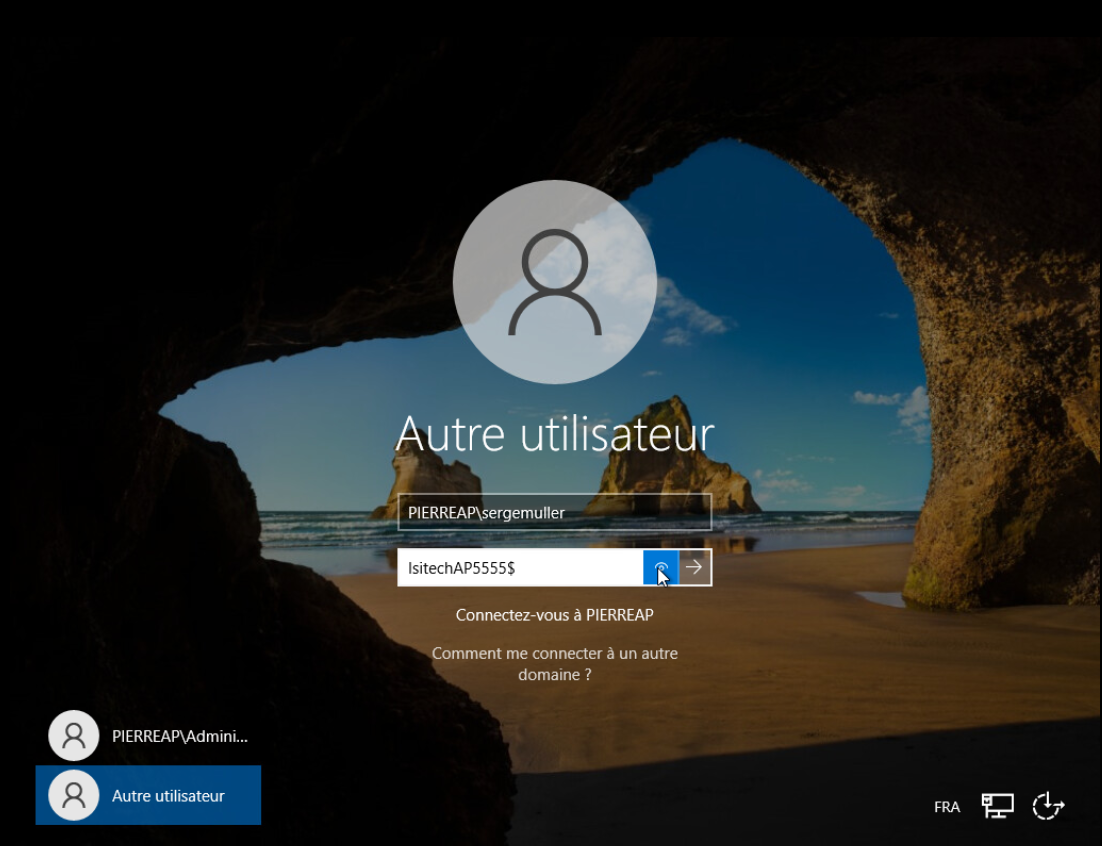 Autre utilisateur
PIERREAP\sergemuller
IsitechAP5555$
Connectez-vous à PIERREAP
Comment me connecter à un autre
domaine ?
PIERREAP\Admini...
Autre utilisateur
FRA